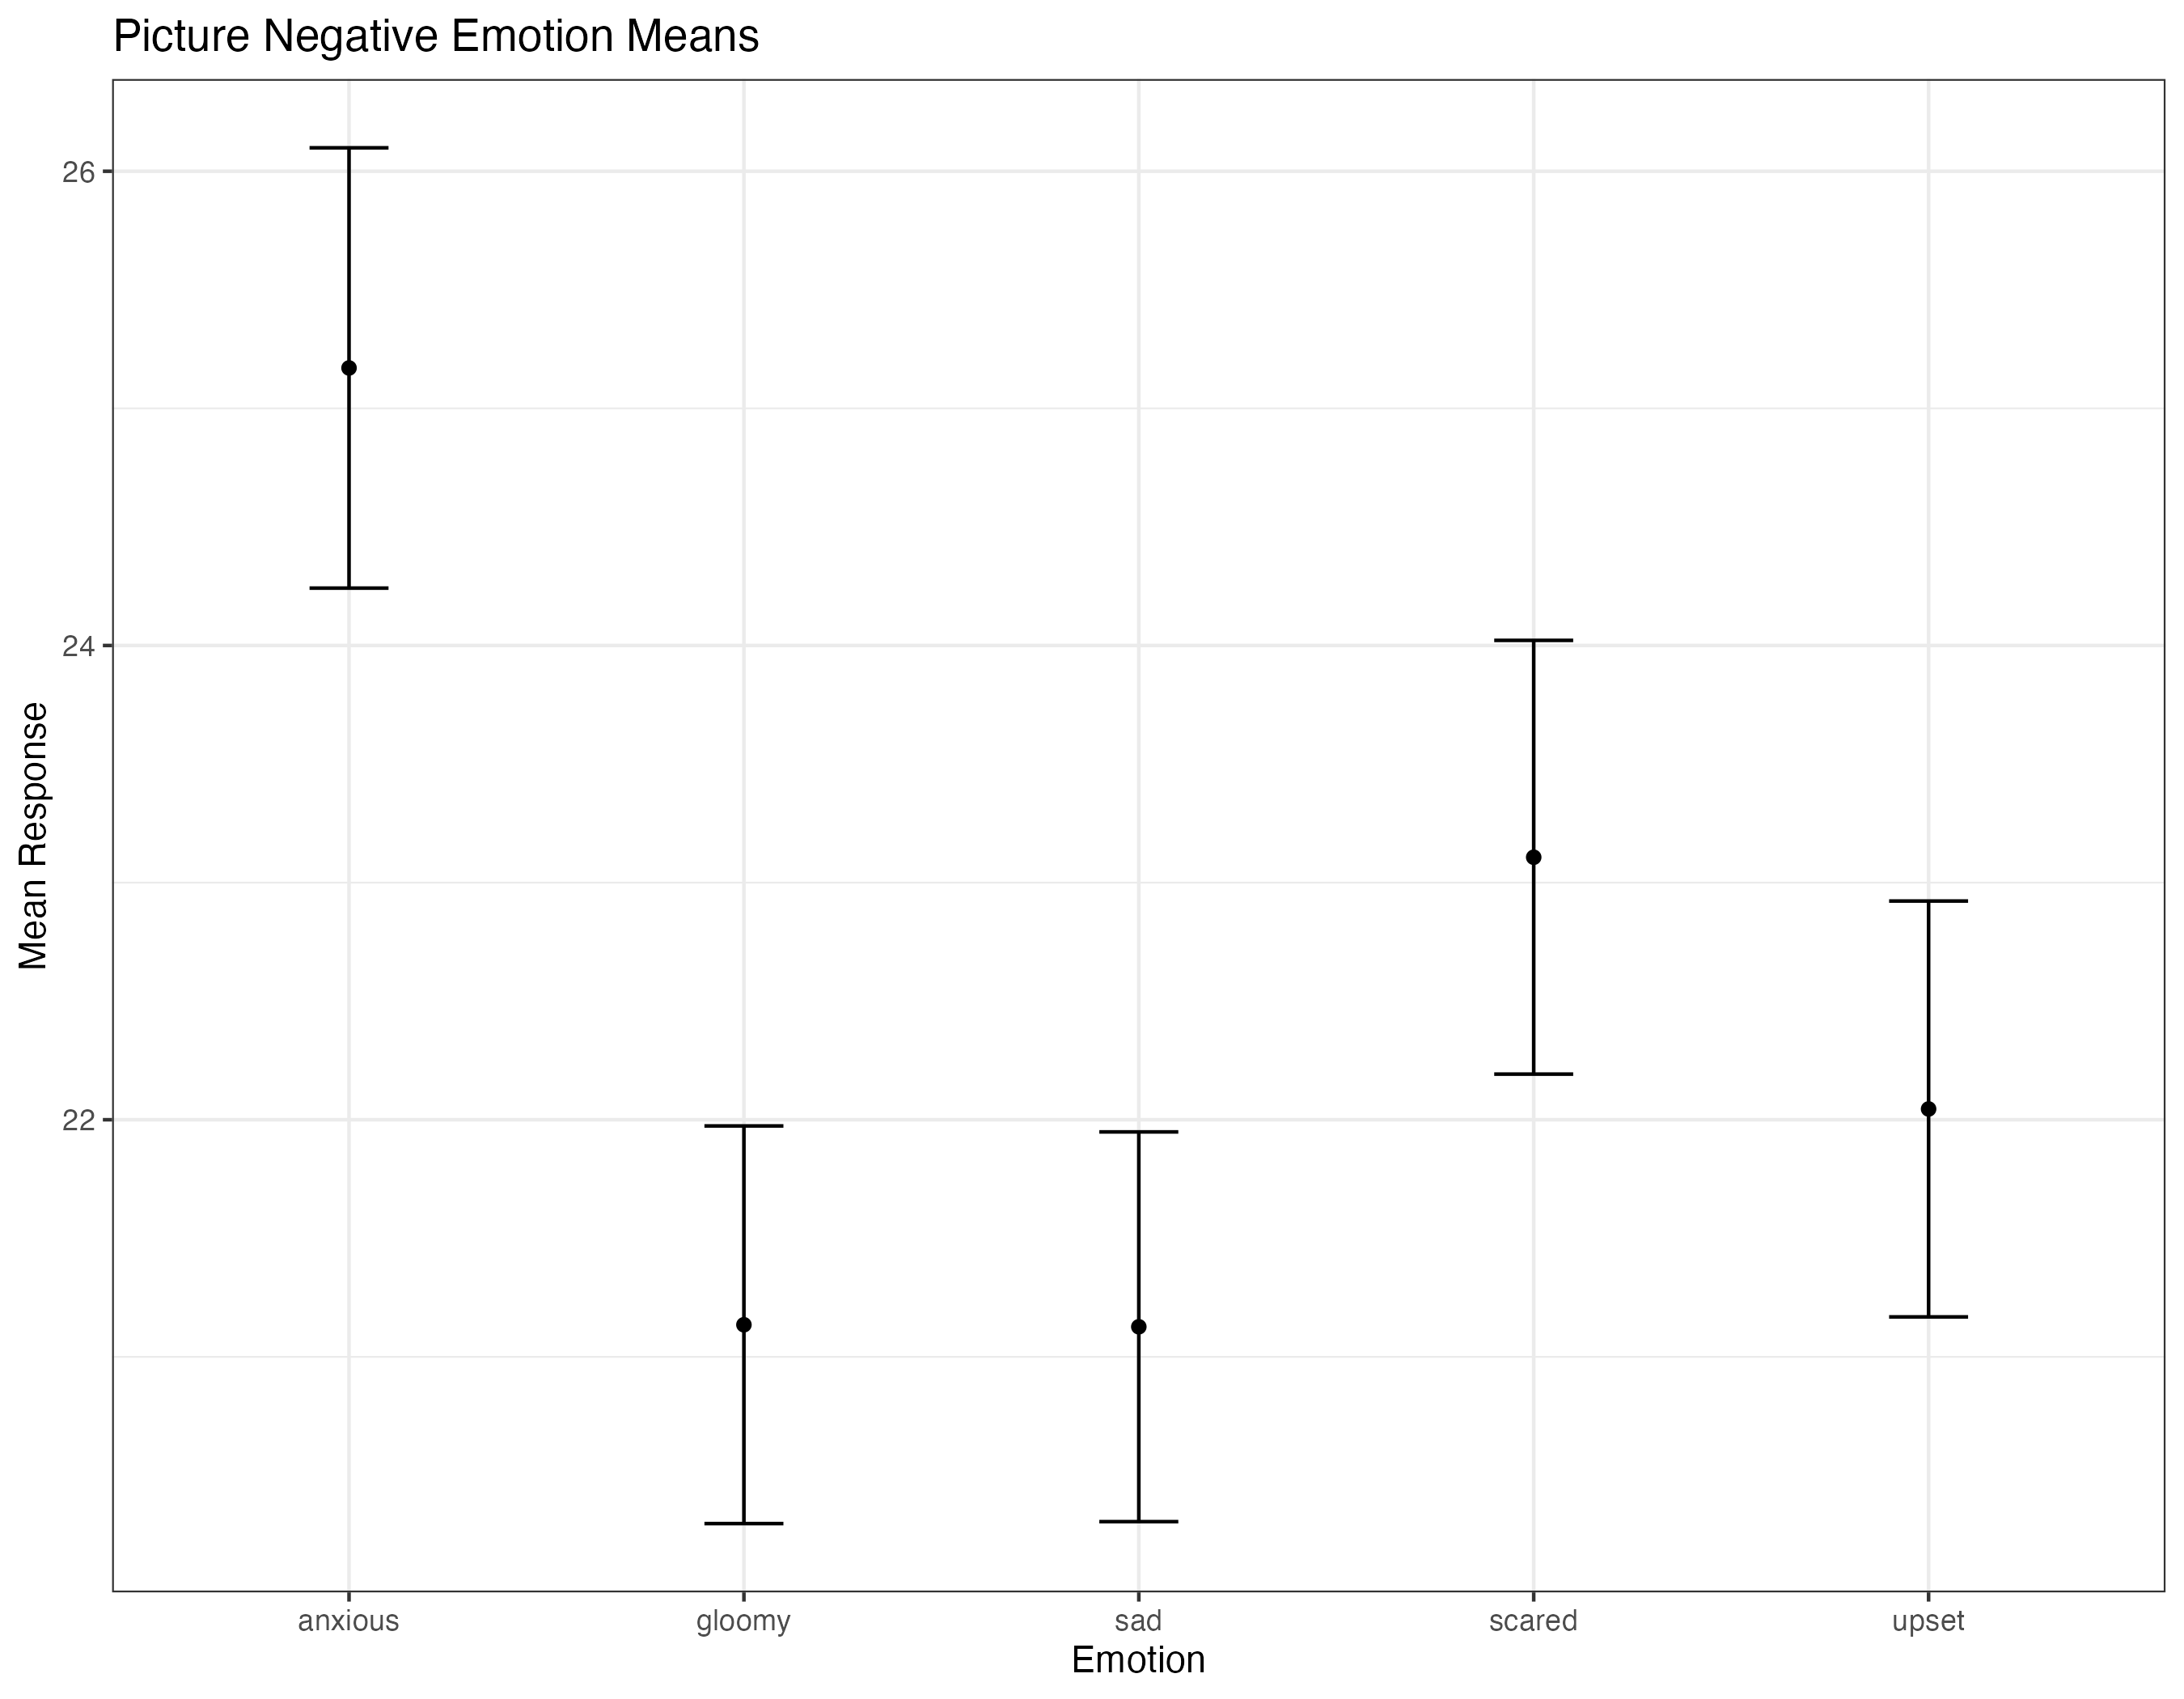 Picture Negative Emotion Means
Mean Response
26
24
22
anxious gloomy sad scared upset
Emotion